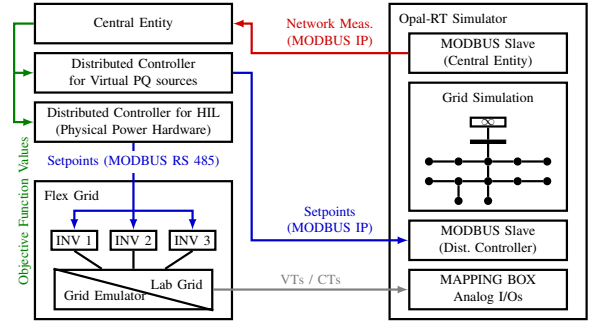 Central Entity
Distributed Controller
for Virtual PQ sources
Distributed Controller for HIL
(Physical Power Hardware)
Objective Function Values
Setpoints (MODBUS RS 485)
Flex Grid
INV 1
INV 2
INV 3
Grid Emulator
Lab Grid
Network Meas.
(MODBUS IP)
Setpoints
(MODBUS IP)
VTs / CTs
Opal-RT Simulator
MODBUS Slave
(Central Entity)
Grid Simulation
∞
MODBUS Slave
(Dist. Controller)
MAPPING BOX
Analog I/Os